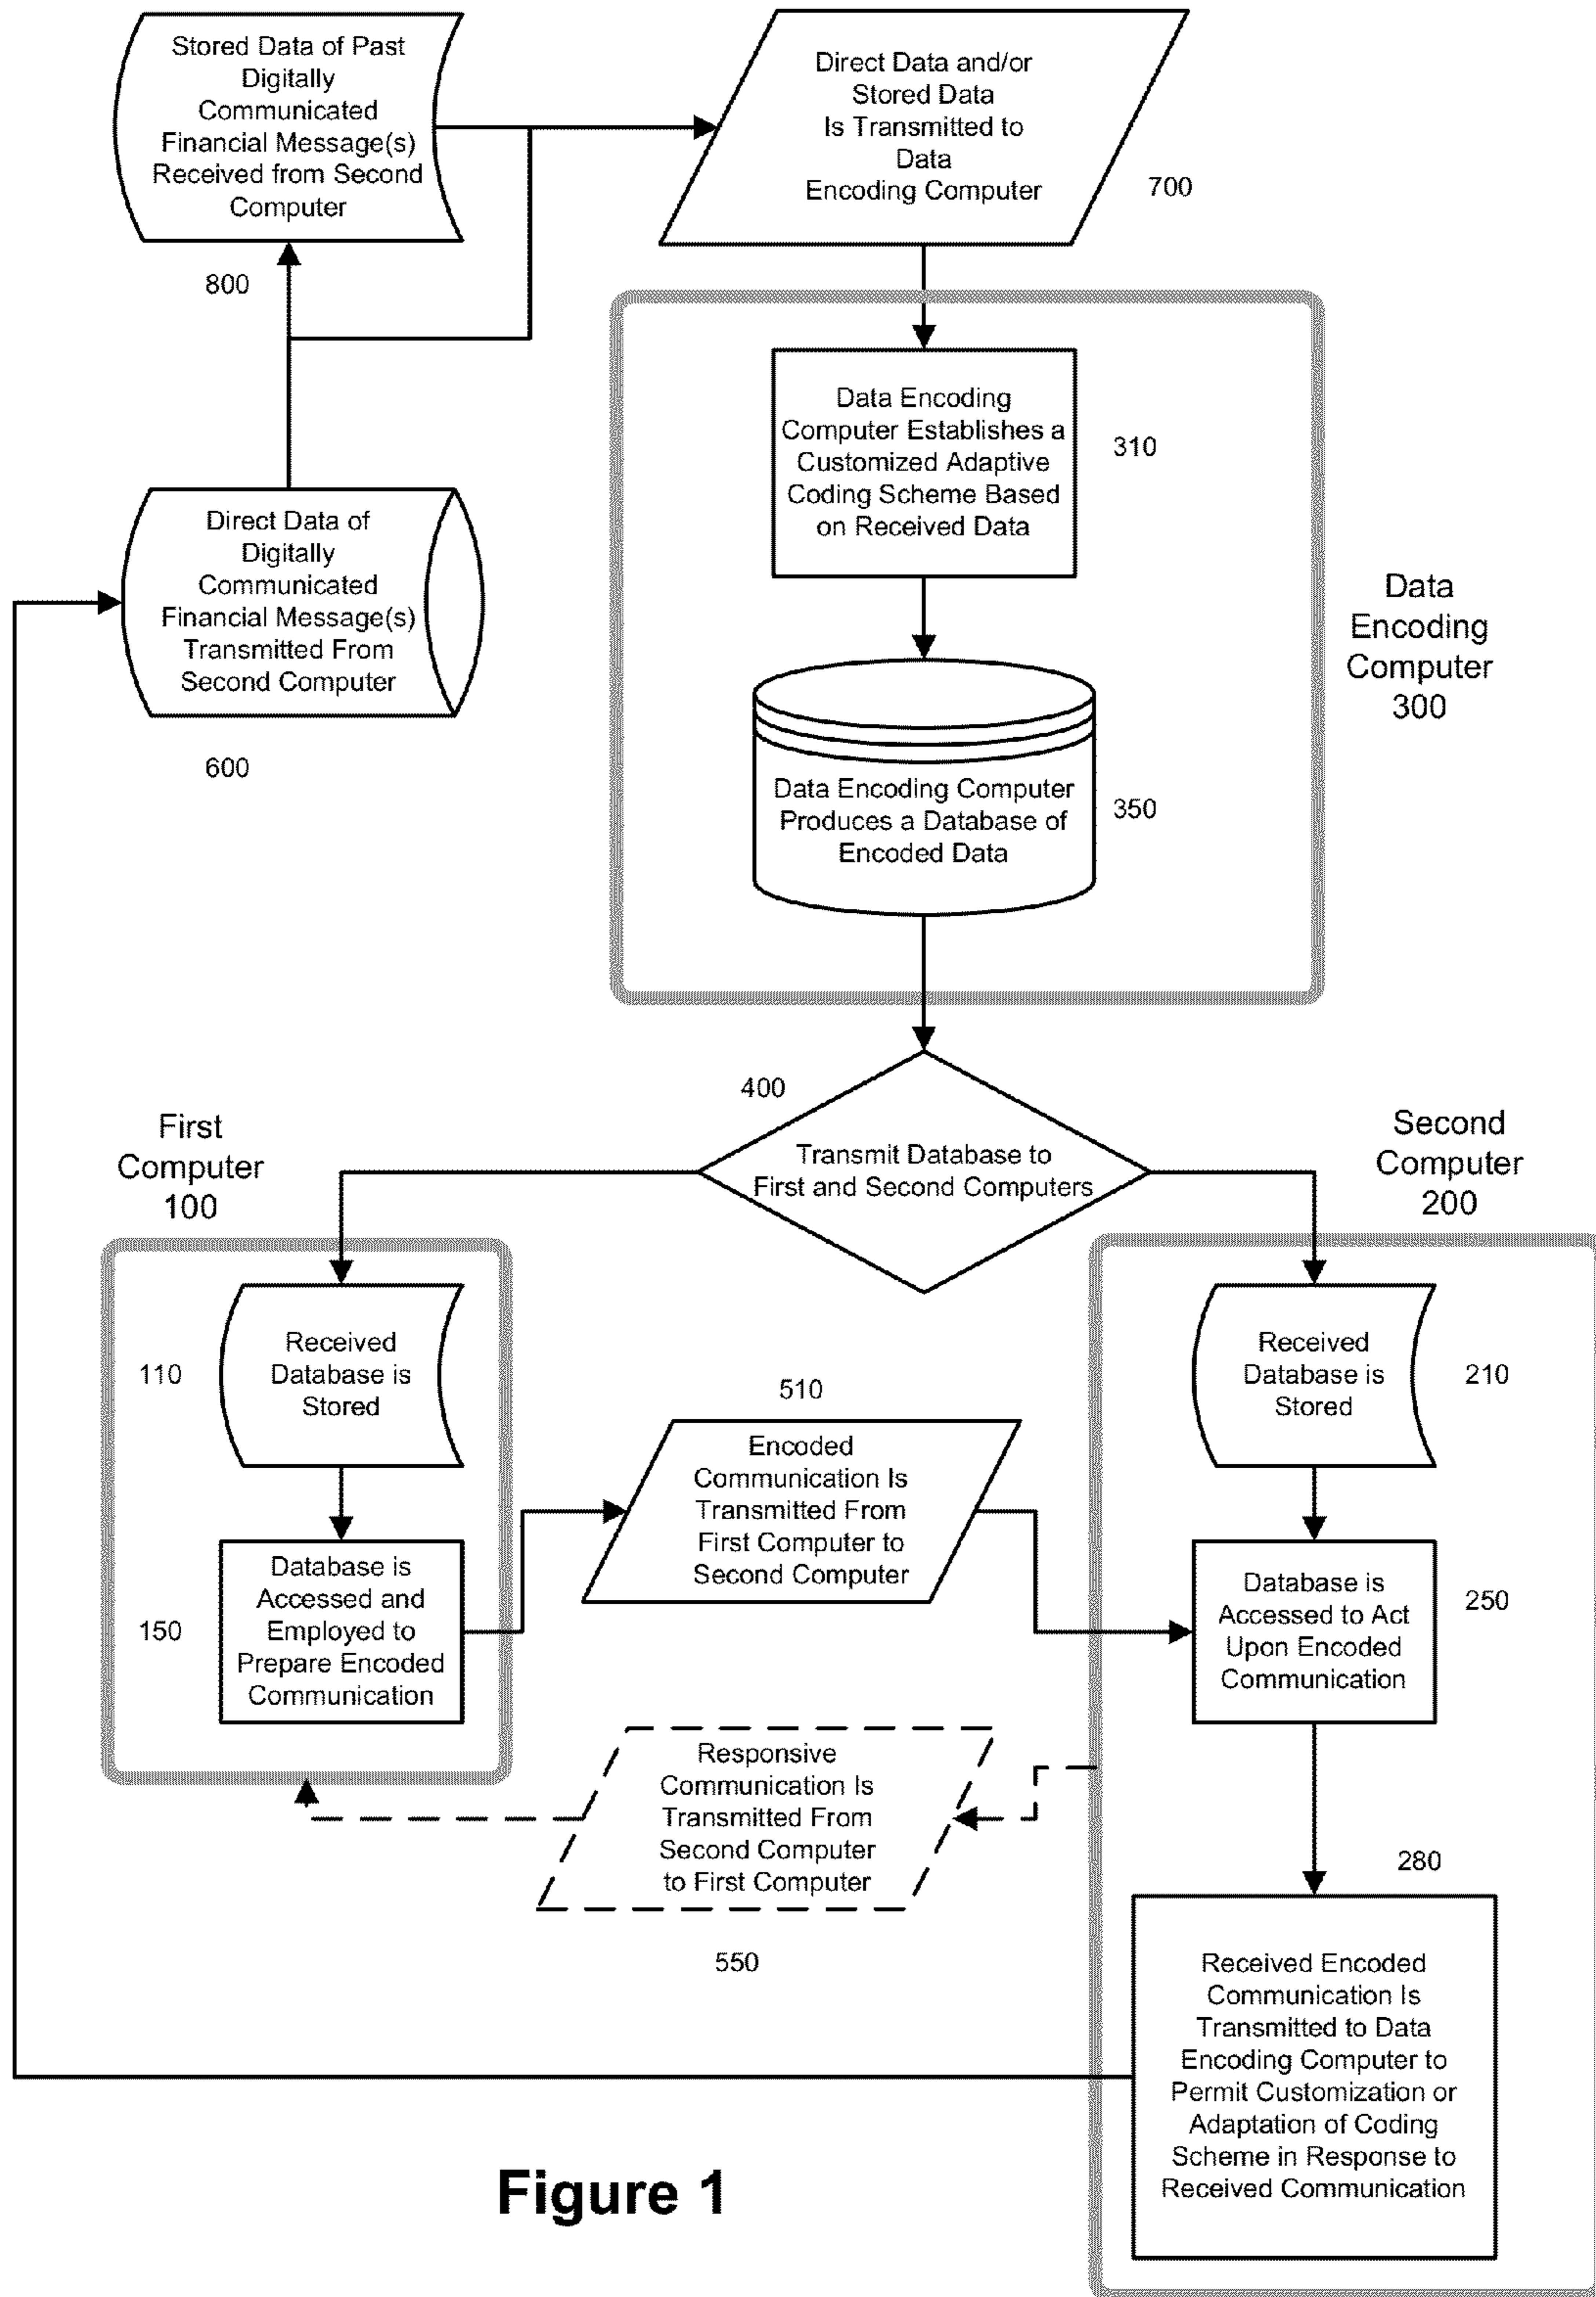 Stored Data of Past
Digitally
Communicated
Financial Message(s)
Received from Second
Computer
800
Direct Data and/or
Stored Data
Is Transmitted to
Data
Encoding Computer
700
Data Encoding
Computer Establishes a
Customized Adaptive
Coding Scheme Based
on Received Data
310
Direct Data of
Digitally
Communicated
Financial Message(s)
Transmitted From
Second Computer
600
Data
Encoding
Computer
300
Data Encoding Computer
Produces a Database of
Encoded Data
350
400
Transmit Database to
First and Second Computers
First
Computer
100
Second
Computer
200
110
Received
Database is
Stored
Received
Database is
Stored
210
510
Encoded
Communication Is
Transmitted From
First Computer to
Second Computer
150
Database is
Accessed and
Employed to
Prepare Encoded
Communication
Database is
Accessed to Act
Upon Encoded
Communication
250
Responsive
Communication Is
Transmitted From
Second Computer
to First Computer
550
280
Received Encoded
Communication Is
Transmitted to Data
Encoding Computer to
Permit Customization or
Adaptation of Coding
Scheme in Response to
Received Communication
Figure 1